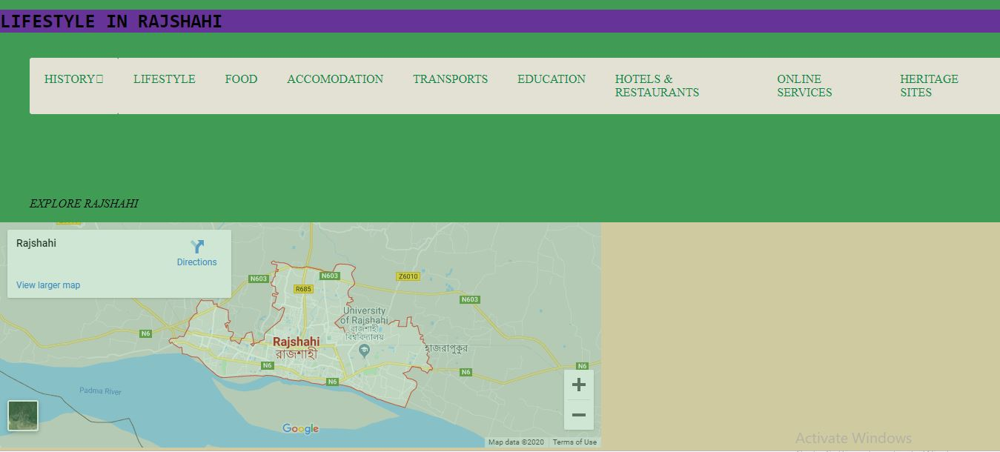 LIFESTYLE IN RAJSHAHI
HISTORY LIFESTYLE FOOD ACCOMODATION TRANSPORTS EDUCATION HOTELS & RESTAURANTS ONLINE SERVICES HERITAGE SITES
EXPLORE RAJSHAHI
Rajshahi
Directions
View larger map
N603
N603
Z6010
R685
N603
University
of Rajshahi
রাজশাহী
বিশ্ববিদ্যালয়
N6
Rajshahi
রাজশাহী
হাজরাপুকুর
N6
N6
N6
N6
Padma River
Google
Map data ©2020 Terms of Use
Activate Windows